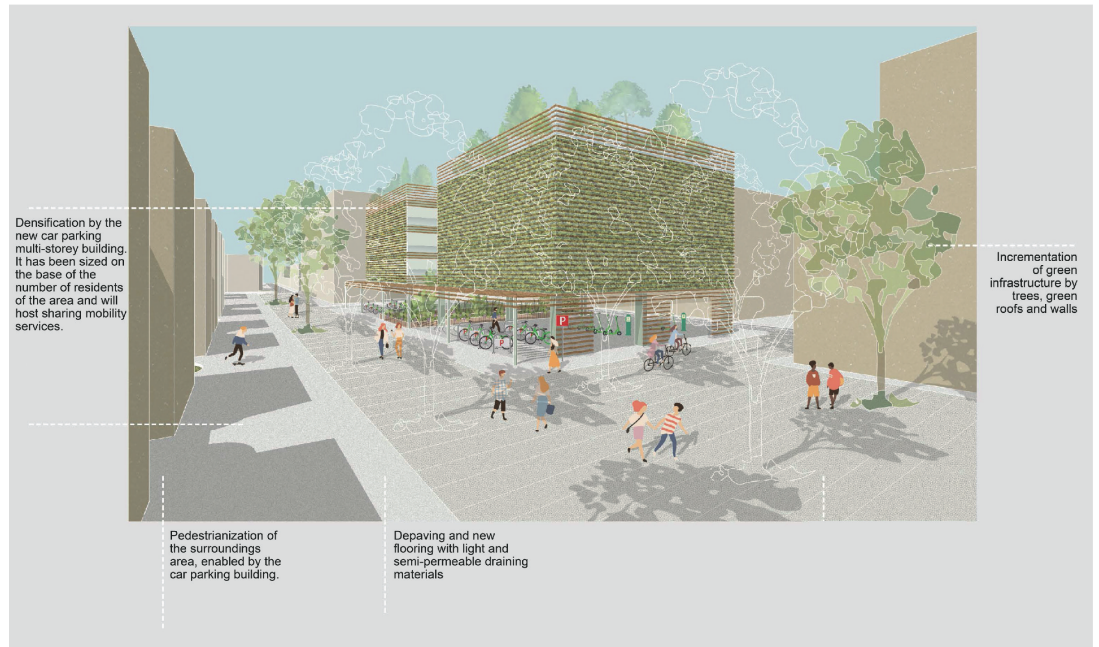 Densification by the
new car parking
multi-storey building.
It has been sized on
the base of the
number of residents
of the area and will
host sharing mobility
services.
P
P
Incrementation
of green
infrastructure by
trees, green
roofs and walls
Pedestrianization of
the surroundings
area, enabled by the
car parking building.
Depaving and new
flooring with light and
semi-permeable draining
materials